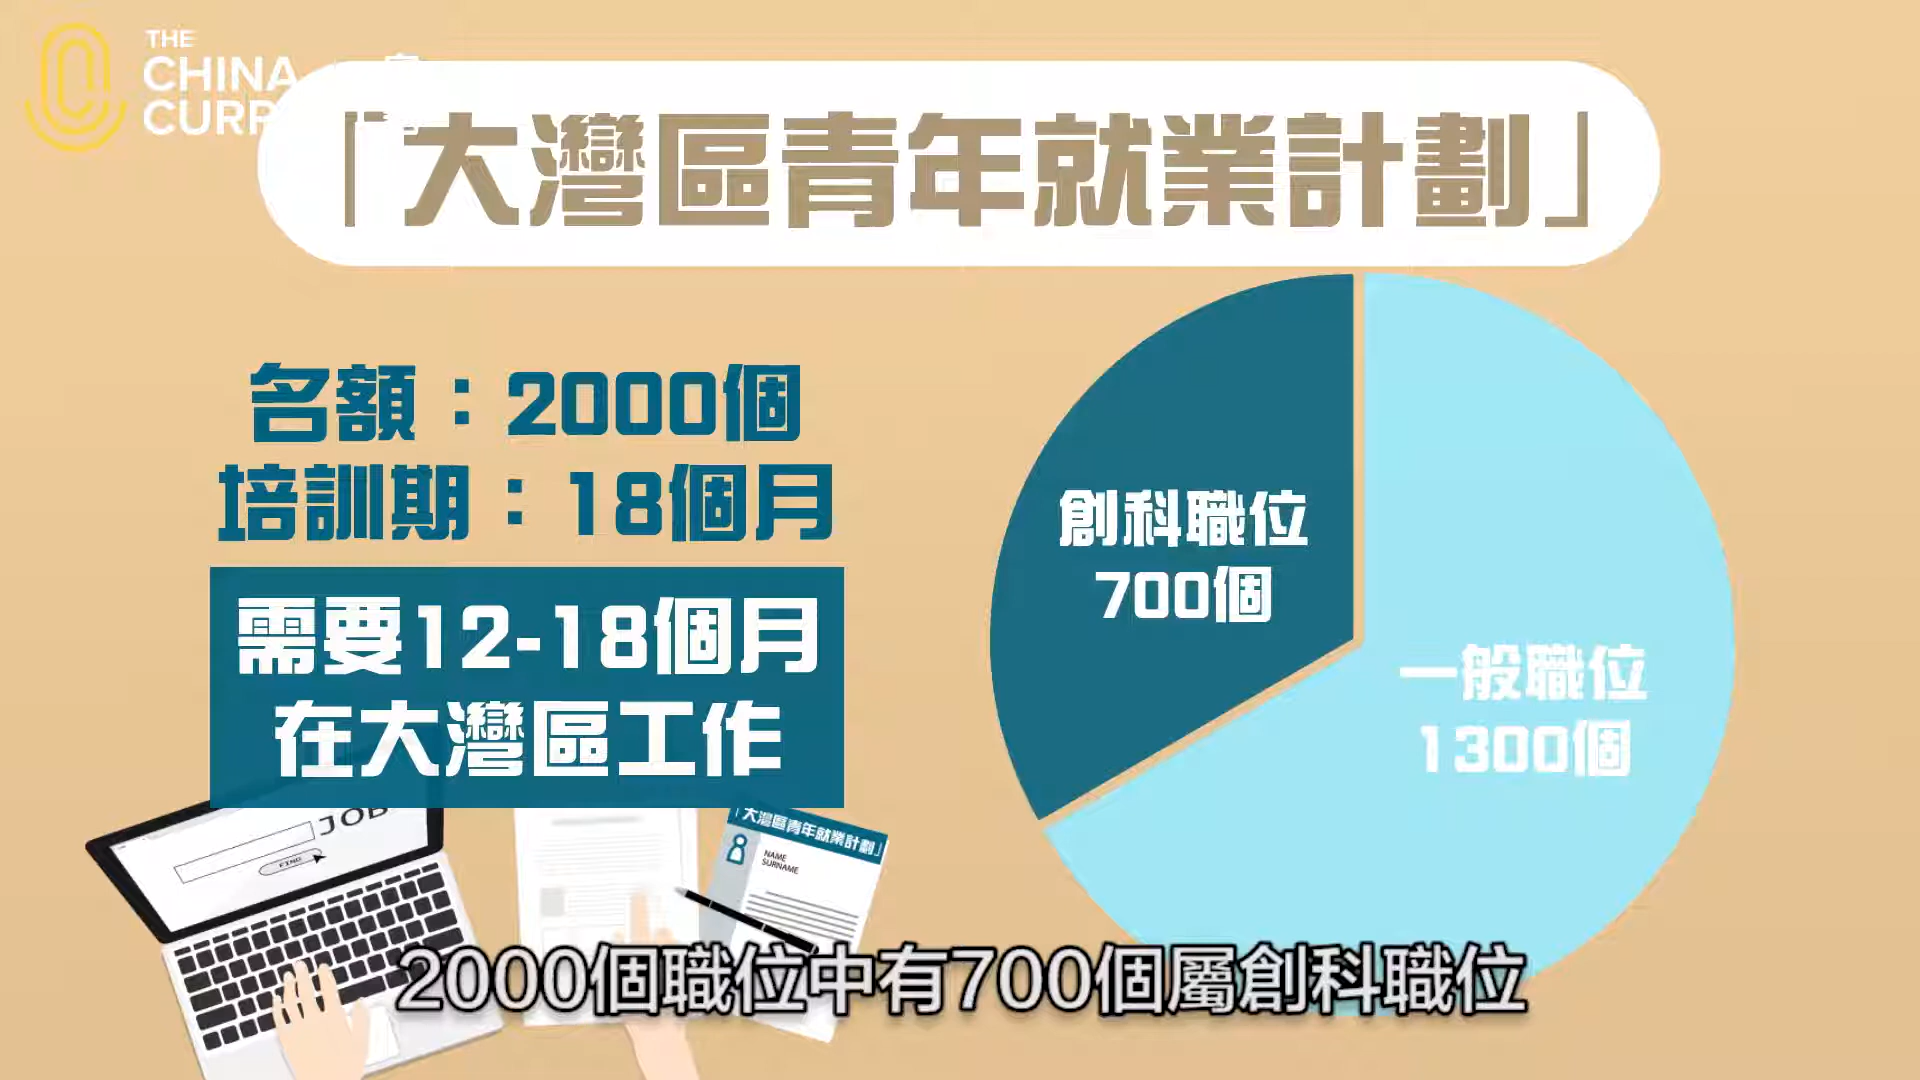 THE
CHINA
CURR
「大灣區青年就業計劃」
名額：2000個
培訓期：18個月
需要12-18個月
在大灣區工作
創科職位
700個
一般職位
1300個
JOB
FIND
「大灣區青年就業計劃」
NAME
SURNAME
2000個職位中有700個屬創科職位